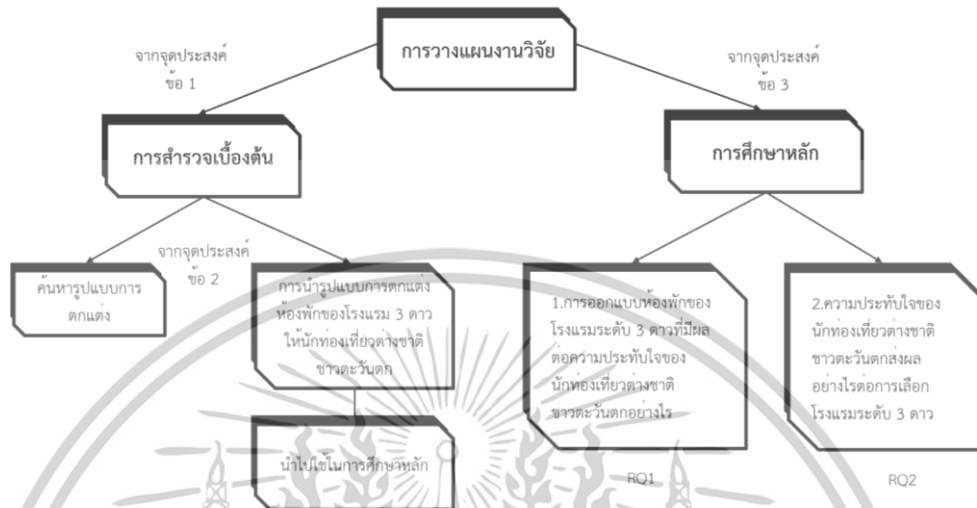 การวางแผนงานวิจัย
จากจุดประสงค์
ข้อ 1
จากจุดประสงค์
ข้อ 3
การสำรวจเบื้องต้น
การศึกษาหลัก
จากจุดประสงค์
ข้อ 2
ค้นหารูปแบบการ
ตกแต่ง
การนำรูปแบบการตกแต่ง
ห้องพักของโรงแรม 3 ดาว
ให้นักท่องเที่ยวต่างชาติ
ชาวตะวันตก
นำไปใช้ในการศึกษาหลัก
1.การออกแบบห้องพักของ
โรงแรมระดับ 3 ดาวที่มีผล
ต่อความประทับใจของ
นักท่องเที่ยวต่างชาติ
ชาวตะวันตกอย่างไร
RQ1
2.ความประทับใจของ
นักท่องเที่ยวต่างชาติ
ชาวตะวันตกส่งผล
อย่างไรต่อการเลือก
โรงแรมระดับ 3 ดาว
RQ2